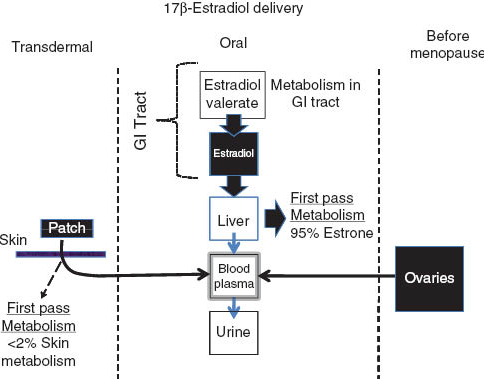 17β-Estradiol delivery
Transdermal
Oral
Before
menopause
GI Tract
Estradiol
valerate
Metabolism in
GI tract
Estradiol
Liver
First pass
Metabolism
95% Estrone
Patch
Skin
Blood
plasma
Ovaries
First pass
Metabolism
<2% Skin
metabolism
Urine